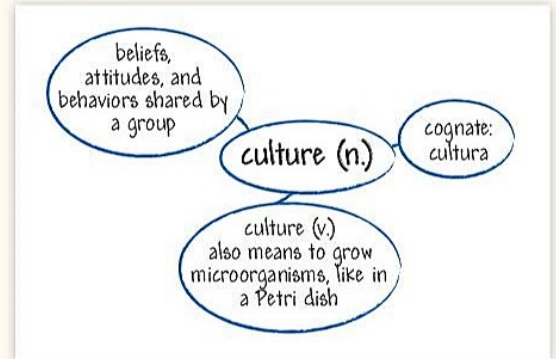 beliefs,
attitudes, and
behaviors shared by
a group
culture (n.)
cognate:
cultura
culture (v.)
also means to grow
microorganisms, like in
a Petri dish